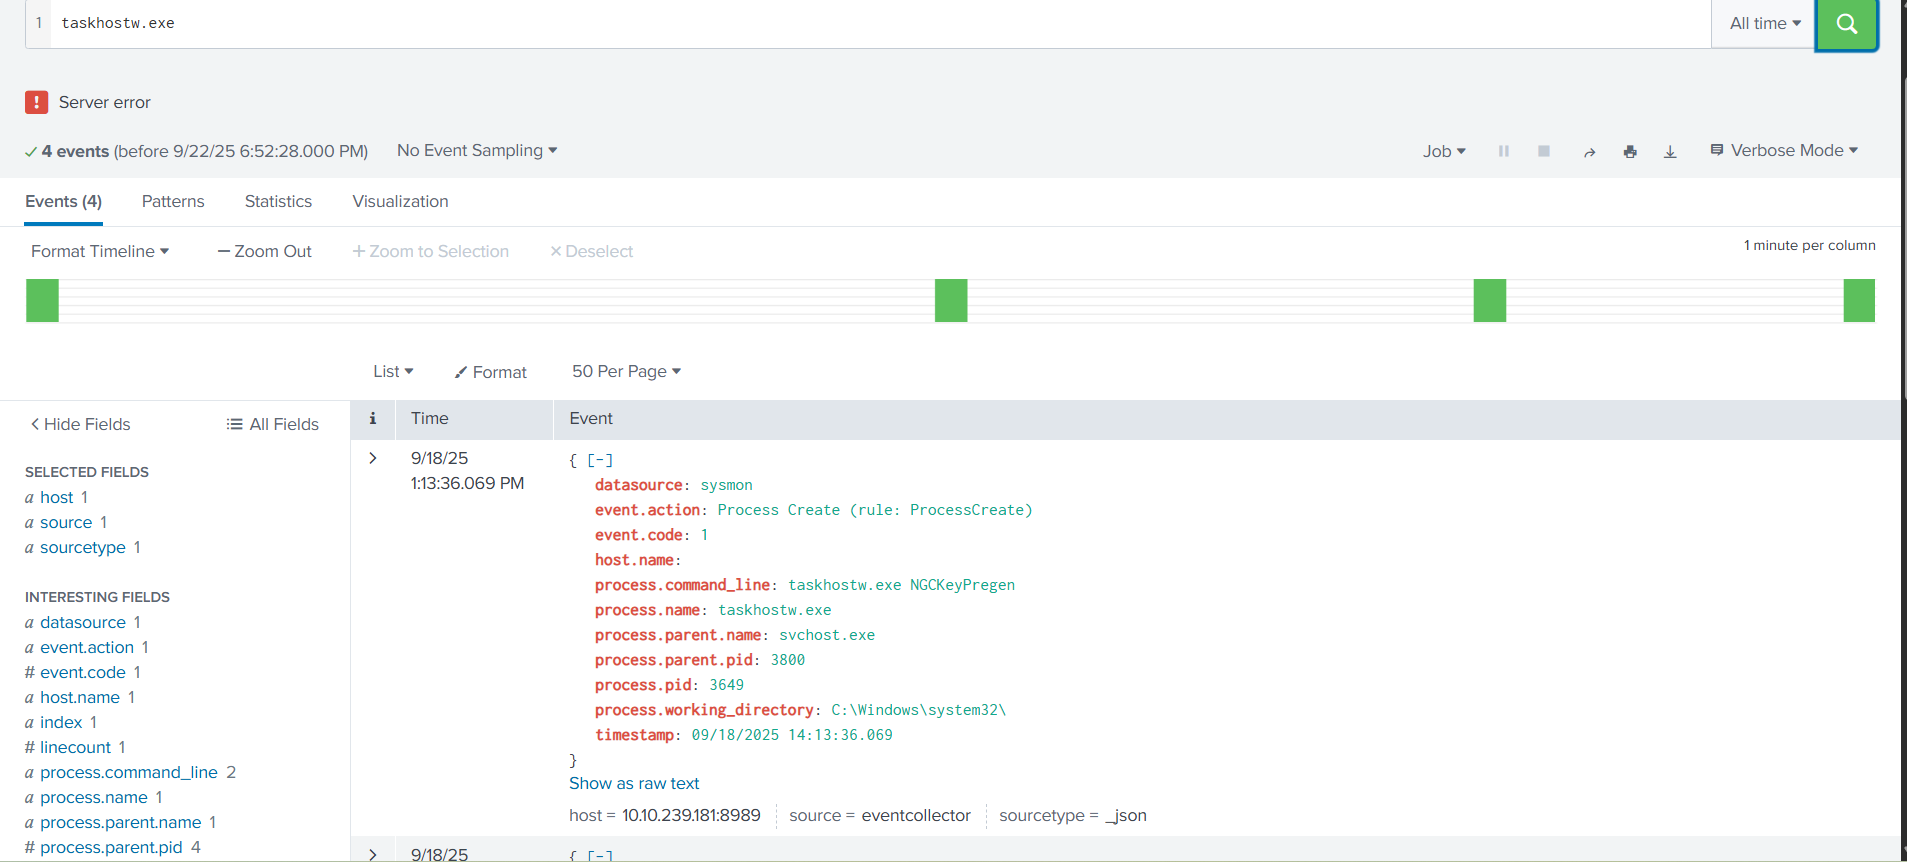 1 taskhostw.exe All time
Server error
4 events (before 9/22/25 6:52:28.000 PM) No Event Sampling Job Verbose Mode
Events (4) Patterns Statistics Visualization
Format Timeline — Zoom Out + Zoom to Selection × Deselect 1 minute per column
List Format 50 Per Page
< Hide Fields All Fields
i Time Event
SELECTED FIELDS
a host 1
a source 1
a sourcetype 1
INTERESTING FIELDS
a datasource 1
a event.action 1
# event.code 1
a host.name 1
a index 1
# linecount 1
a process.command_line 2
a process.name 1
a process.parent.name 1
# process.parent.pid 4
> 9/18/25
1:13:36.069 PM
{ [-]
datasource: sysmon
event.action: Process Create (rule: ProcessCreate)
event.code: 1
host.name:
process.command_line: taskhostw.exe NGCKeyPregen
process.name: taskhostw.exe
process.parent.name: svchost.exe
process.parent.pid: 3800
process.pid: 3649
process.working_directory: C:\Windows\system32\
timestamp: 09/18/2025 14:13:36.069
}
Show as raw text
host = 10.10.239.181:8989 source = eventcollector sourcetype = _json
> 9/18/25 { [-]